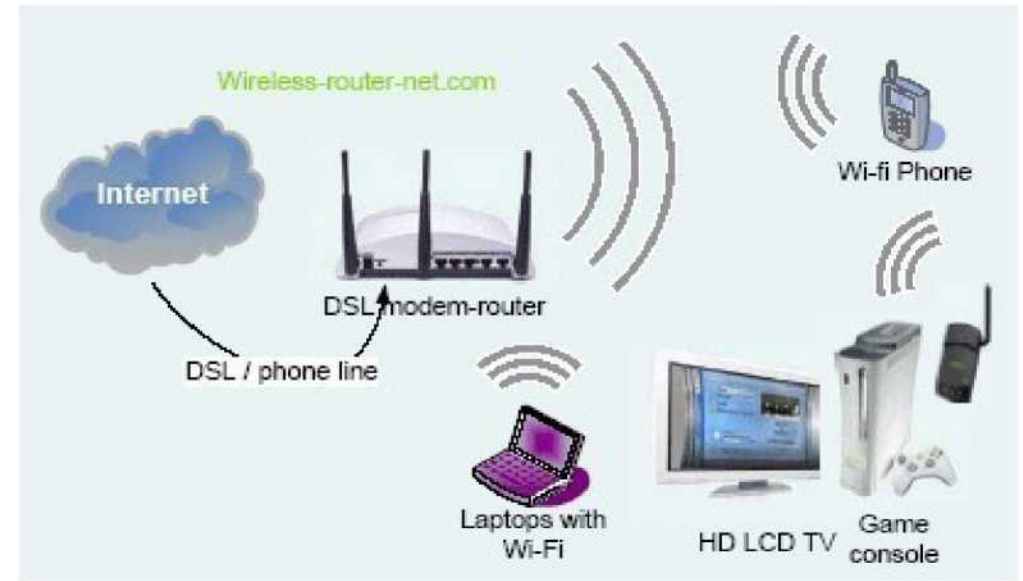 Wireless-router-net.com
Internet
Wi-fi Phone
DSL modem-router
DSL / phone line
Laptops with
Wi-Fi
HD LCD TV
Game
console